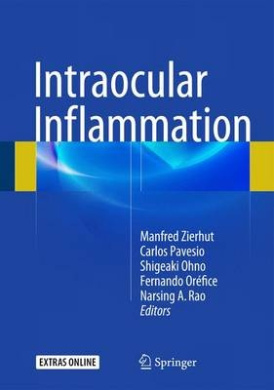 Intraocular
Inflammation
Manfred Zierhut
Carlos Pavesio
Shigeaki Ohno
Fernando Oréfice
Narsing A. Rao
Editors
EXTRAS ONLINE
Springer